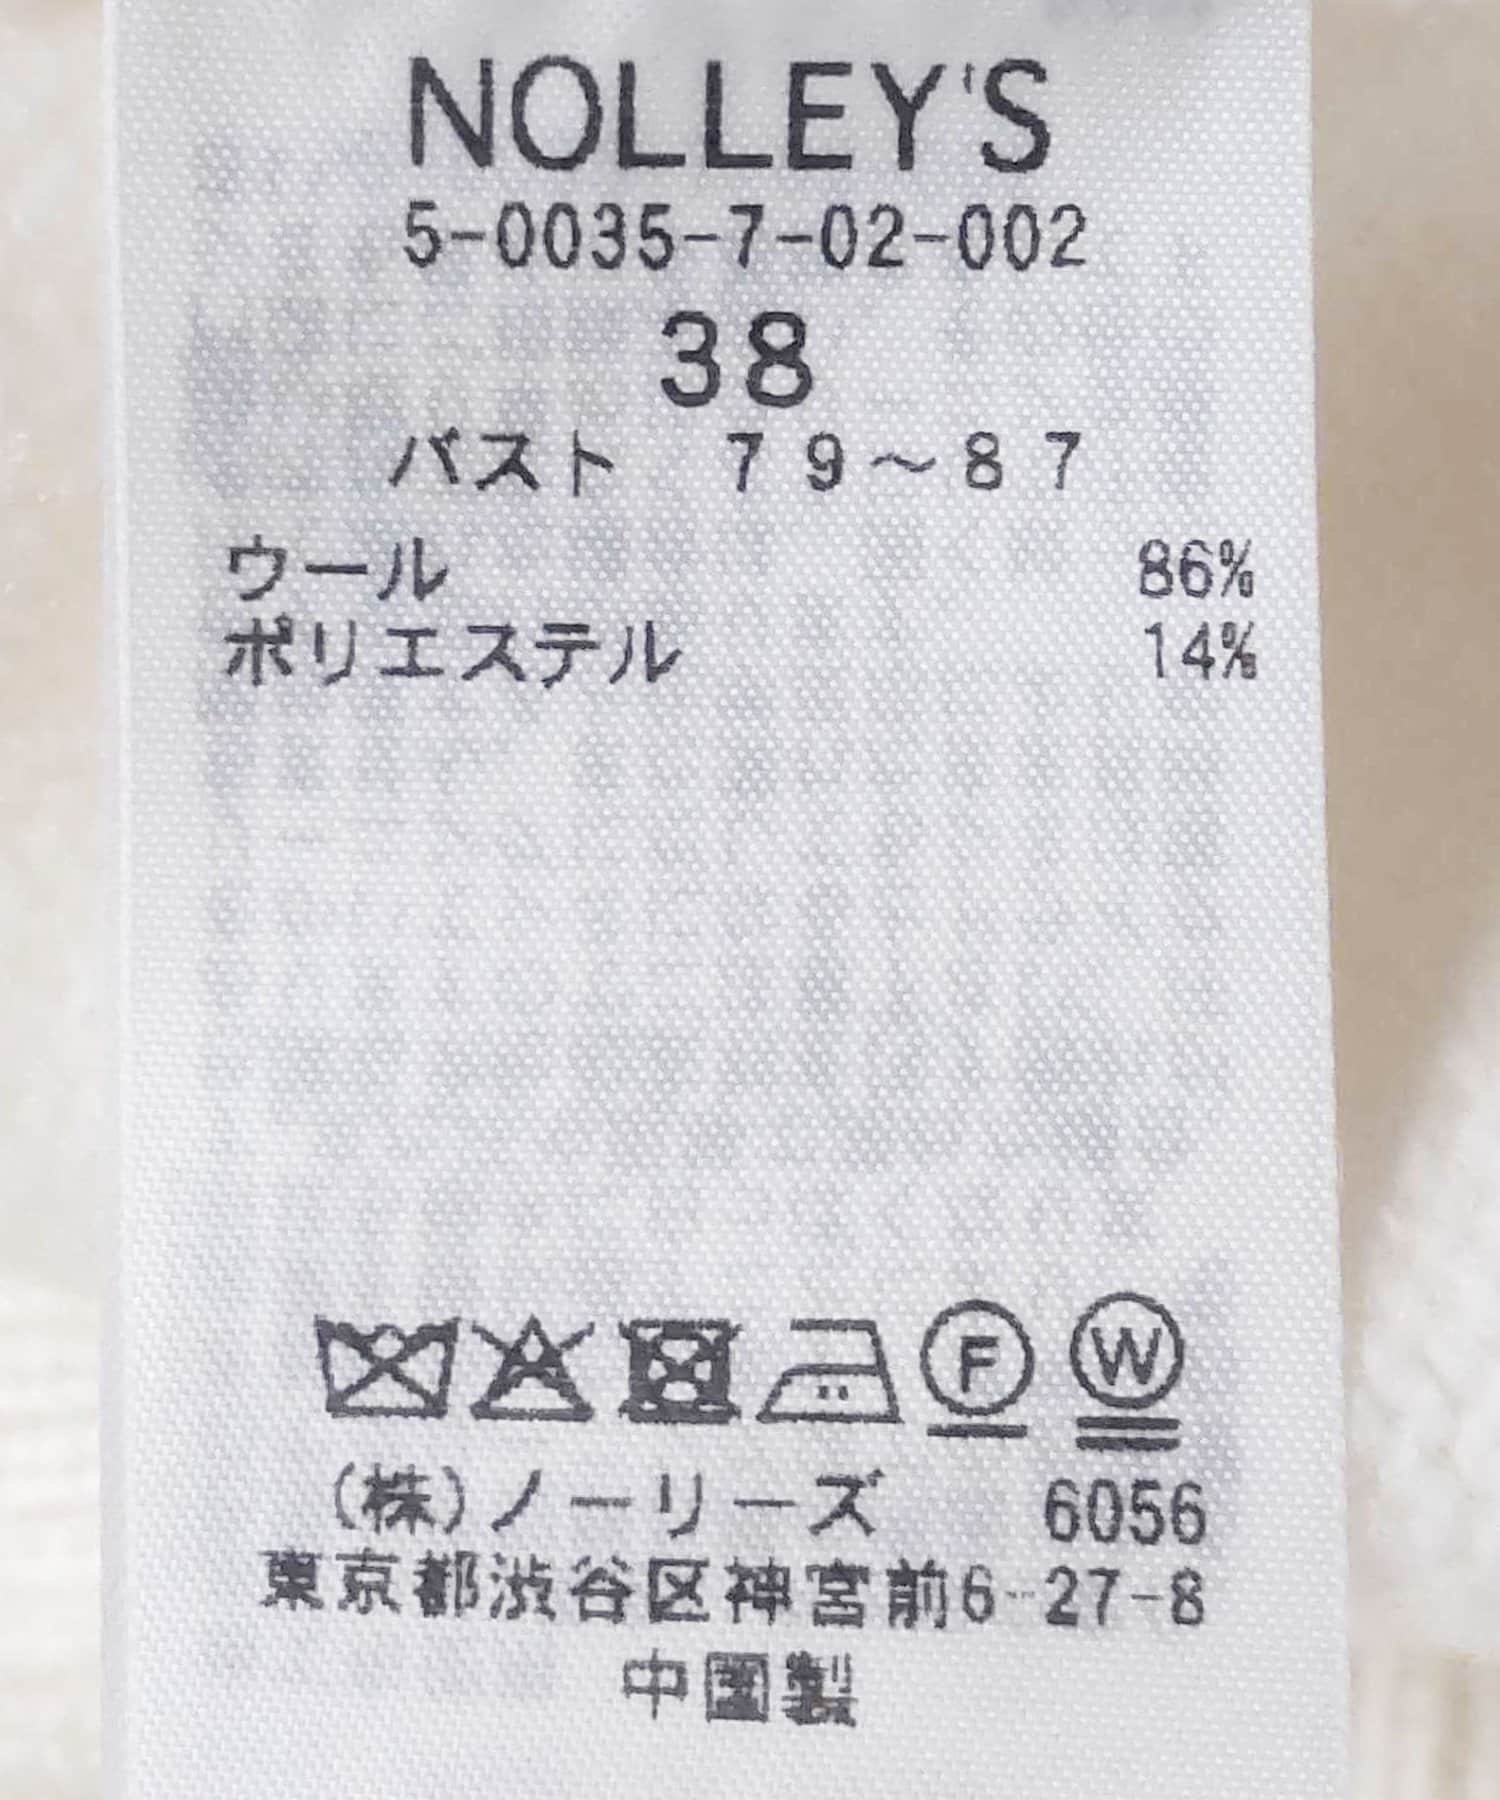 NOLLEY'S
5-0035-7-02-002
38
バスト 79～87
ウール 86%
ポリエステル 14%
F W
(株)ノーリーズ 6056
東京都渋谷区神宮前6-27-8
中国製